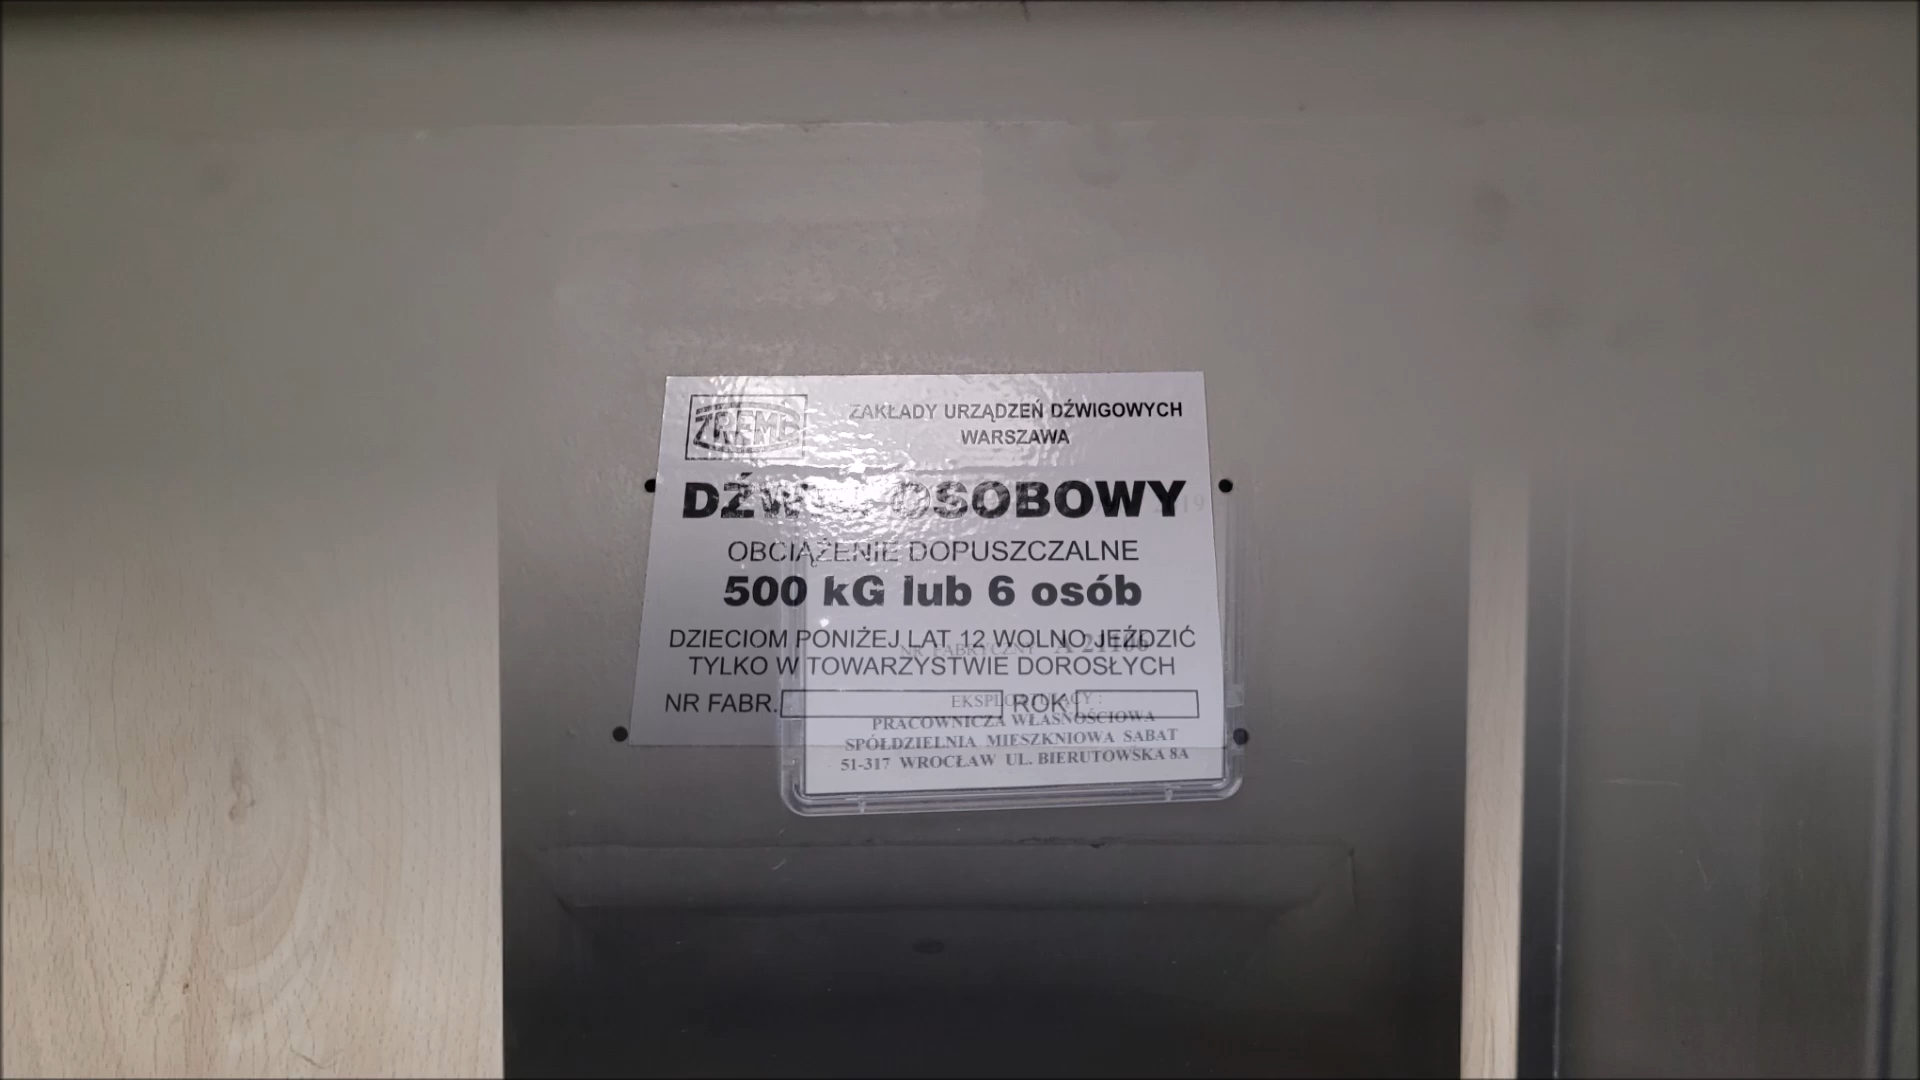 ZREMB
ZAKŁADY URZĄDZEŃ DŹWIGOWYCH
WARSZAWA
DŹWIG OSOBOWY
OBCIĄŻENIE DOPUSZCZALNE
500 kG lub 6 osób
DZIECIOM PONIŻEJ LAT 12 WOLNO JEŹDZIĆ
TYLKO W TOWARZYSTWIE DOROSŁYCH
NR FABR. ROK
NR FABRYCZNY
EKSPLOATUJĄCY :
PRACOWNICZA WŁASNOŚCIOWA
SPÓŁDZIELNIA MIESZKNIOWA SABAT
51-317 WROCŁAW UL. BIERUTOWSKA 8A